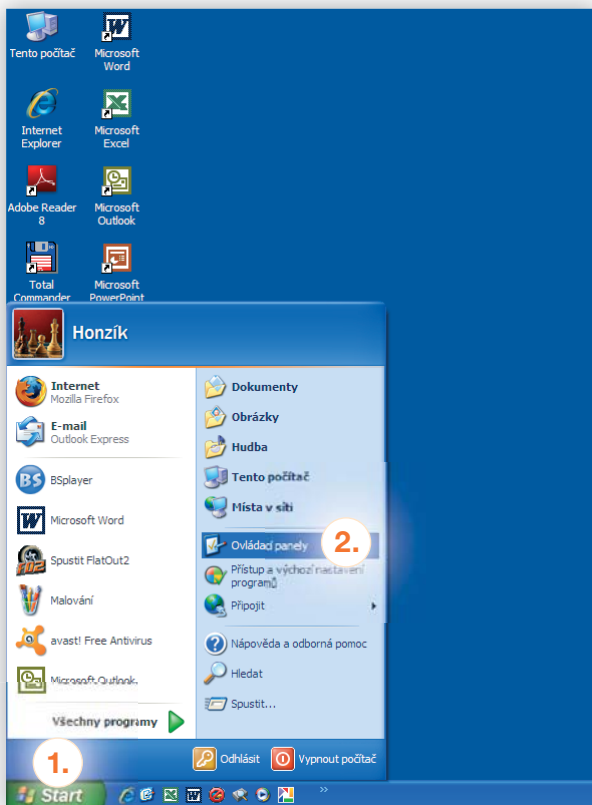 Tento počítač
Microsoft
Word
Internet
Explorer
Microsoft
Excel
Adobe Reader
8
Microsoft
Outlook
Total
Commander
Microsoft
PowerPoint
Honzík
Internet
Mozilla Firefox
E-mail
Outlook Express
BSplayer
Microsoft Word
Spustit FlatOut2
Malování
avast! Free Antivirus
Microsoft Outlook
Všechny programy
Dokumenty
Obrázky
Hudba
Tento počítač
Místa v síti
Ovládací panely
2.
Přístup a výchozí nastavení
programů
Připojit
Nápověda a odborná pomoc
Hledat
Spustit...
1.
Odhlásit
Vypnout počítač
Start